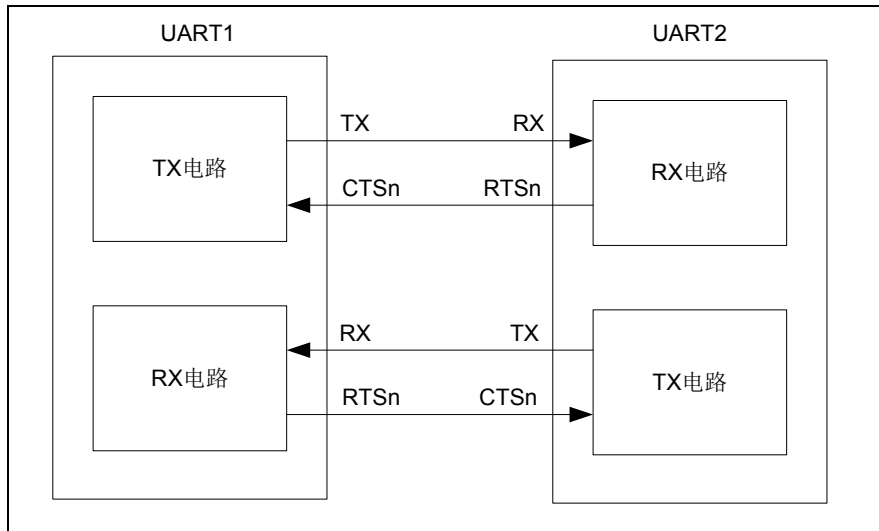 UART1 UART2
TX RX
TX电路 RX电路
CTSn RTSn
RX TX
RX电路 TX电路
RTSn CTSn